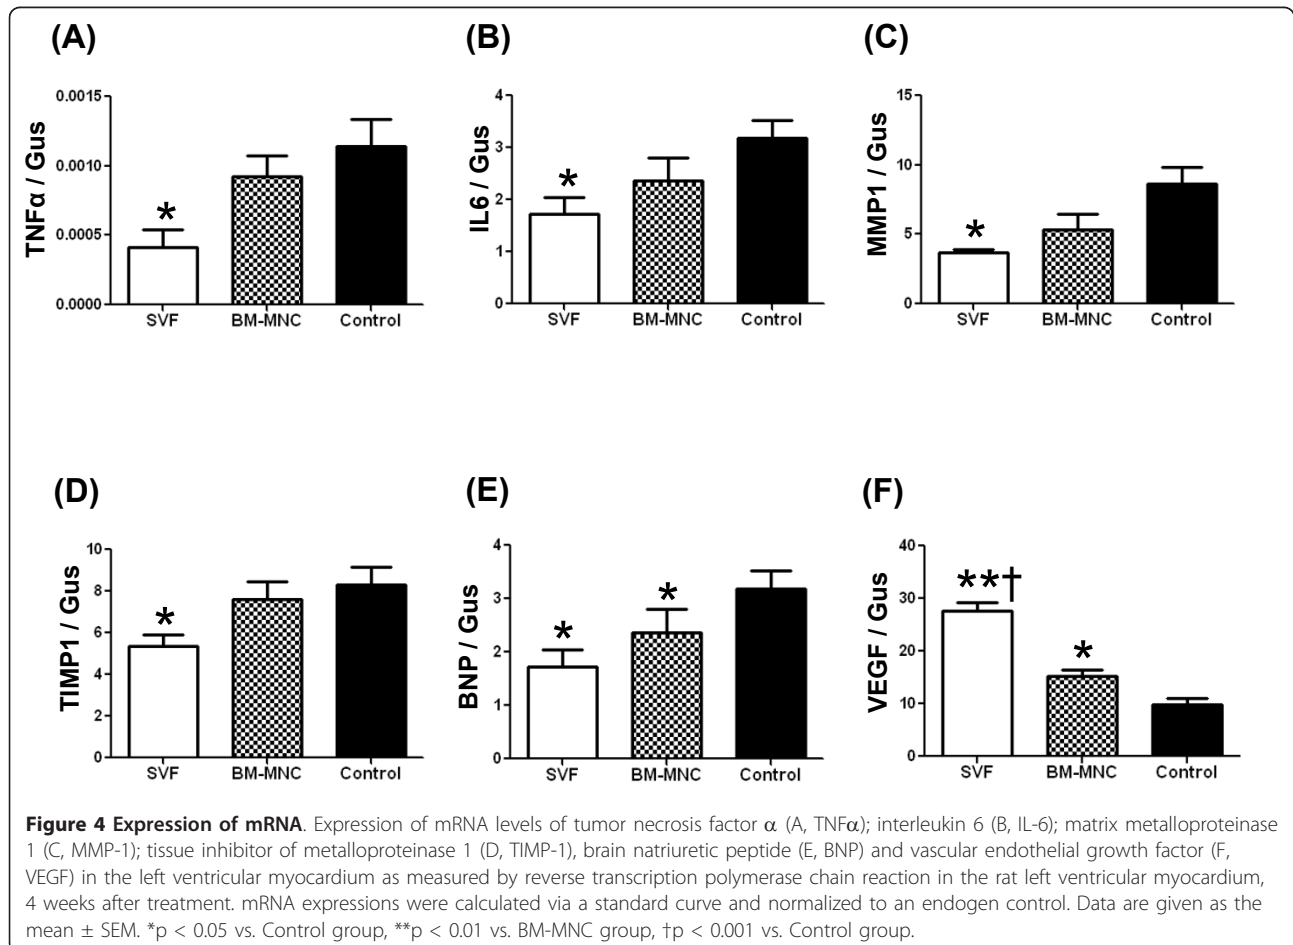 (A)
(B)
(C)
TNFα / Gus
0.0015
0.0010
0.0005
0.0000
*
SVF
BM-MNC
Control
IL6 / Gus
4
3
2
1
0
*
SVF
BM-MNC
Control
MMP1 / Gus
15
10
5
0
*
SVF
BM-MNC
Control
(D)
(E)
(F)
TIMP1 / Gus
10
8
6
4
2
0
*
SVF
BM-MNC
Control
BNP / Gus
4
3
2
1
0
*
*
SVF
BM-MNC
Control
VEGF / Gus
40
30
20
10
0
**†
*
SVF
BM-MNC
Control
Figure 4 Expression of mRNA. Expression of mRNA levels of tumor necrosis factor α (A, TNFα); interleukin 6 (B, IL-6); matrix metalloproteinase
1 (C, MMP-1); tissue inhibitor of metalloproteinase 1 (D, TIMP-1), brain natriuretic peptide (E, BNP) and vascular endothelial growth factor (F,
VEGF) in the left ventricular myocardium as measured by reverse transcription polymerase chain reaction in the rat left ventricular myocardium,
4 weeks after treatment. mRNA expressions were calculated via a standard curve and normalized to an endogen control. Data are given as the
mean ± SEM. *p < 0.05 vs. Control group, **p < 0.01 vs. BM-MNC group, †p < 0.001 vs. Control group.